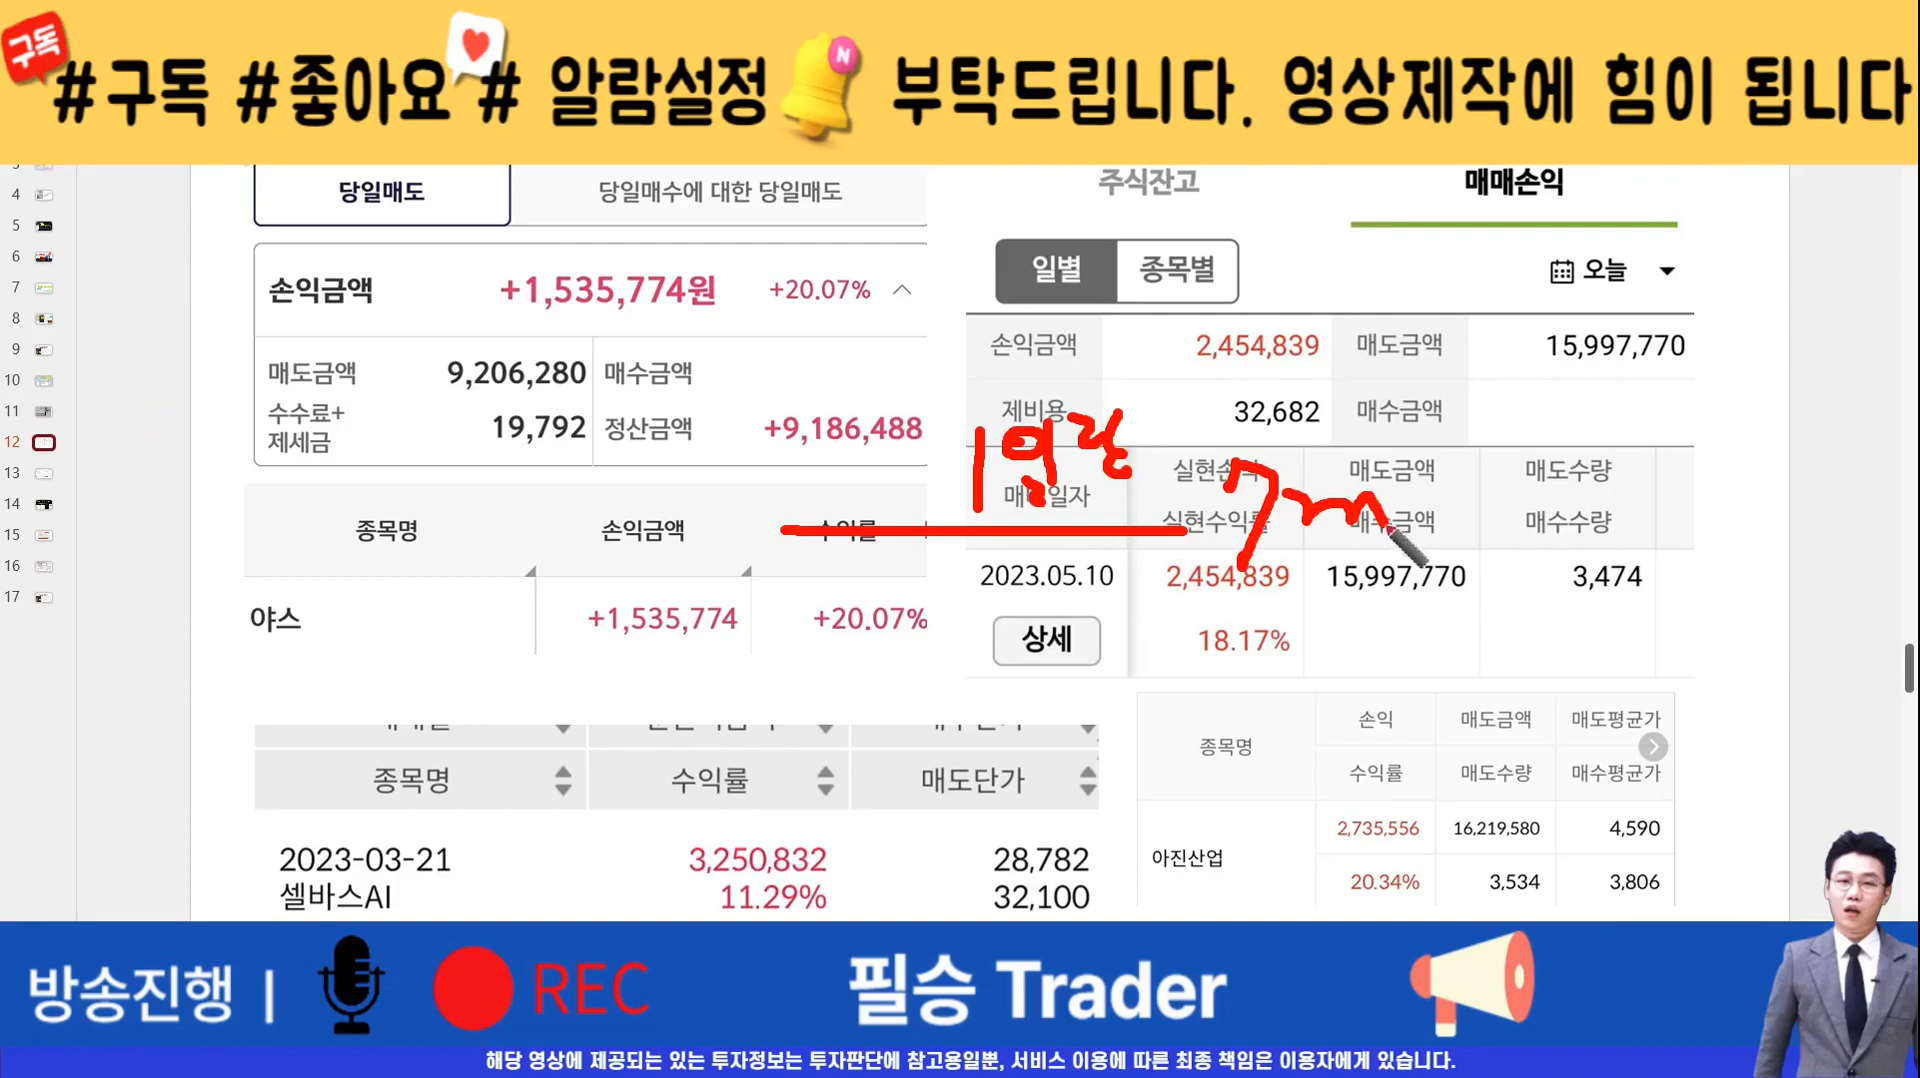 구독
#구독 #좋아요 # 알람설정 N 부탁드립니다. 영상제작에 힘이 됩니다
4
5
6
7
8
9
10
11
12
13
14
15
16
17
당일매도 당일매수에 대한 당일매도
손익금액 +1,535,774원 +20.07%
매도금액 9,206,280 매수금액
수수료+
제세금 19,792 정산금액 +9,186,488
종목명 손익금액 수익률
야스 +1,535,774 +20.07%
주식잔고 매매손익
일별 종목별 오늘
손익금액 2,454,839 매도금액 15,997,770
제비용 32,682 매수금액
매매일자 실현손익 매도금액 매도수량
실현수익률 매수금액 매수수량
7m
2023.05.10 2,454,839 15,997,770 3,474
상세 18.17%
종목명 수익률 매도단가
2023-03-21 3,250,832 28,782
셀바스AI 11.29% 32,100
종목명 손익 매도금액 매도평균가
수익률 매도수량 매수평균가
아진산업 2,735,556 16,219,580 4,590
20.34% 3,534 3,806
방송진행 | REC 필승 Trader
해당 영상에 제공되는 있는 투자정보는 투자판단에 참고용일뿐, 서비스 이용에 따른 최종 책임은 이용자에게 있습니다.